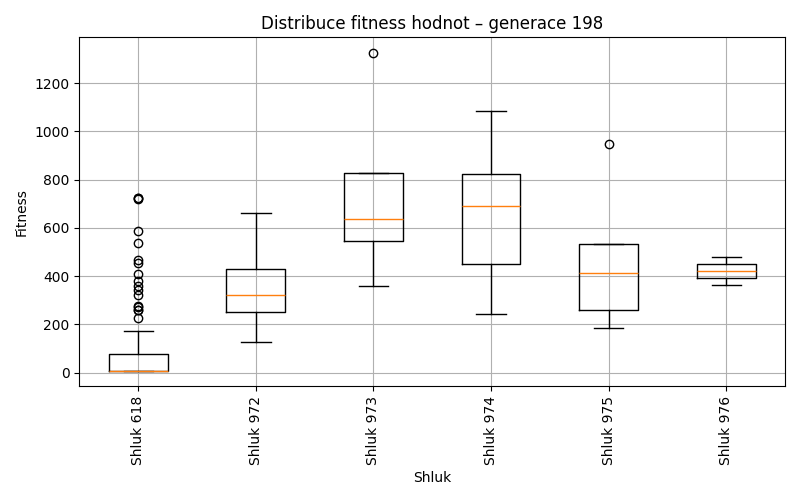 Distribuce fitness hodnot – generace 198
Fitness
1200
1000
800
600
400
200
0
Shluk 618
Shluk 972
Shluk 973
Shluk 974
Shluk 975
Shluk 976
Shluk